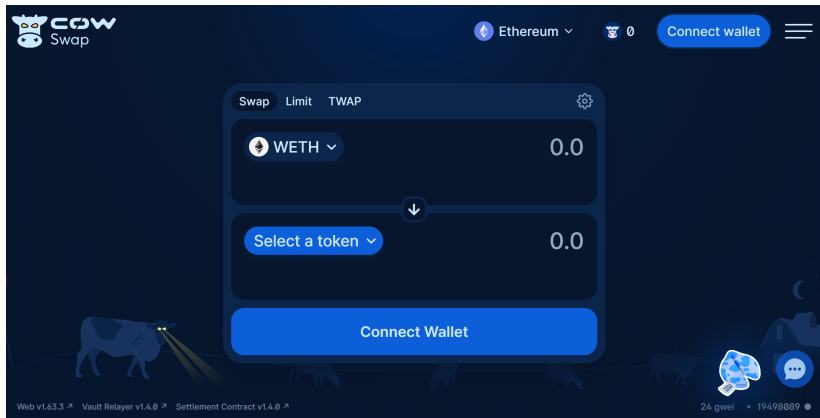 COW
Swap
Ethereum
0
Connect wallet
Swap Limit TWAP
WETH
0.0
Select a token
0.0
Connect Wallet
Web v1.63.3 ↗ Vault Relayer v1.4.0 ↗ Settlement Contract v1.4.0 ↗
24 gwei • 19498089